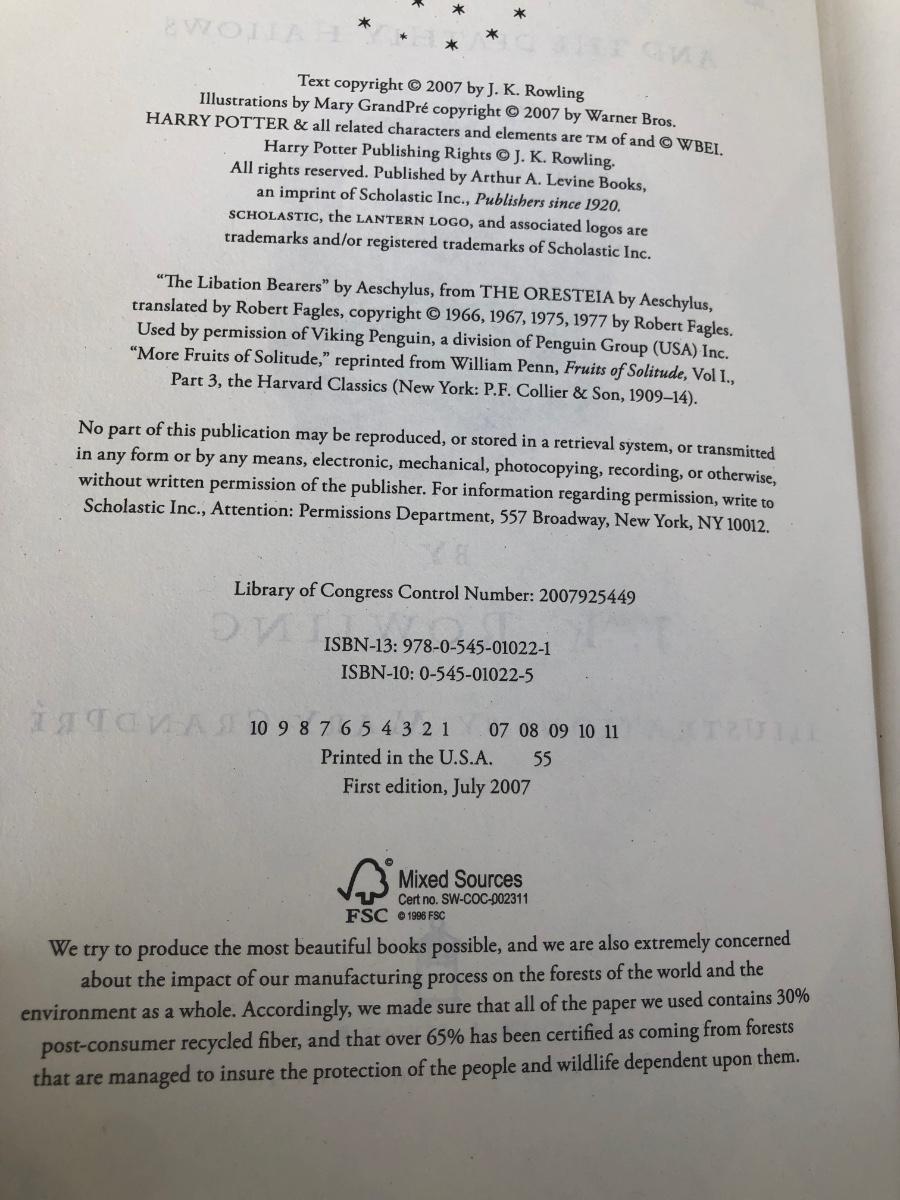 AND THE DEATHLY HALLOWS
Text copyright © 2007 by J. K. Rowling
Illustrations by Mary GrandPré copyright © 2007 by Warner Bros.
HARRY POTTER & all related characters and elements are TM of and © WBEI.
Harry Potter Publishing Rights © J. K. Rowling.
All rights reserved. Published by Arthur A. Levine Books,
an imprint of Scholastic Inc., Publishers since 1920.
SCHOLASTIC, the LANTERN LOGO, and associated logos are
trademarks and/or registered trademarks of Scholastic Inc.
“The Libation Bearers” by Aeschylus, from THE ORESTEIA by Aeschylus,
translated by Robert Fagles, copyright © 1966, 1967, 1975, 1977 by Robert Fagles.
Used by permission of Viking Penguin, a division of Penguin Group (USA) Inc.
“More Fruits of Solitude,” reprinted from William Penn, Fruits of Solitude, Vol I.,
Part 3, the Harvard Classics (New York: P.F. Collier & Son, 1909–14).
No part of this publication may be reproduced, or stored in a retrieval system, or transmitted
in any form or by any means, electronic, mechanical, photocopying, recording, or otherwise,
without written permission of the publisher. For information regarding permission, write to
Scholastic Inc., Attention: Permissions Department, 557 Broadway, New York, NY 10012.
BY
Library of Congress Control Number: 2007925449
J. K. ROWLING
ISBN-13: 978-0-545-01022-1
ISBN-10: 0-545-01022-5
10 9 8 7 6 5 4 3 2 1 07 08 09 10 11
Printed in the U.S.A. 55
First edition, July 2007
Mixed Sources
Cert no. SW-COC-002311
FSC © 1996 FSC
We try to produce the most beautiful books possible, and we are also extremely concerned
about the impact of our manufacturing process on the forests of the world and the
environment as a whole. Accordingly, we made sure that all of the paper we used contains 30%
post-consumer recycled fiber, and that over 65% has been certified as coming from forests
that are managed to insure the protection of the people and wildlife dependent upon them.